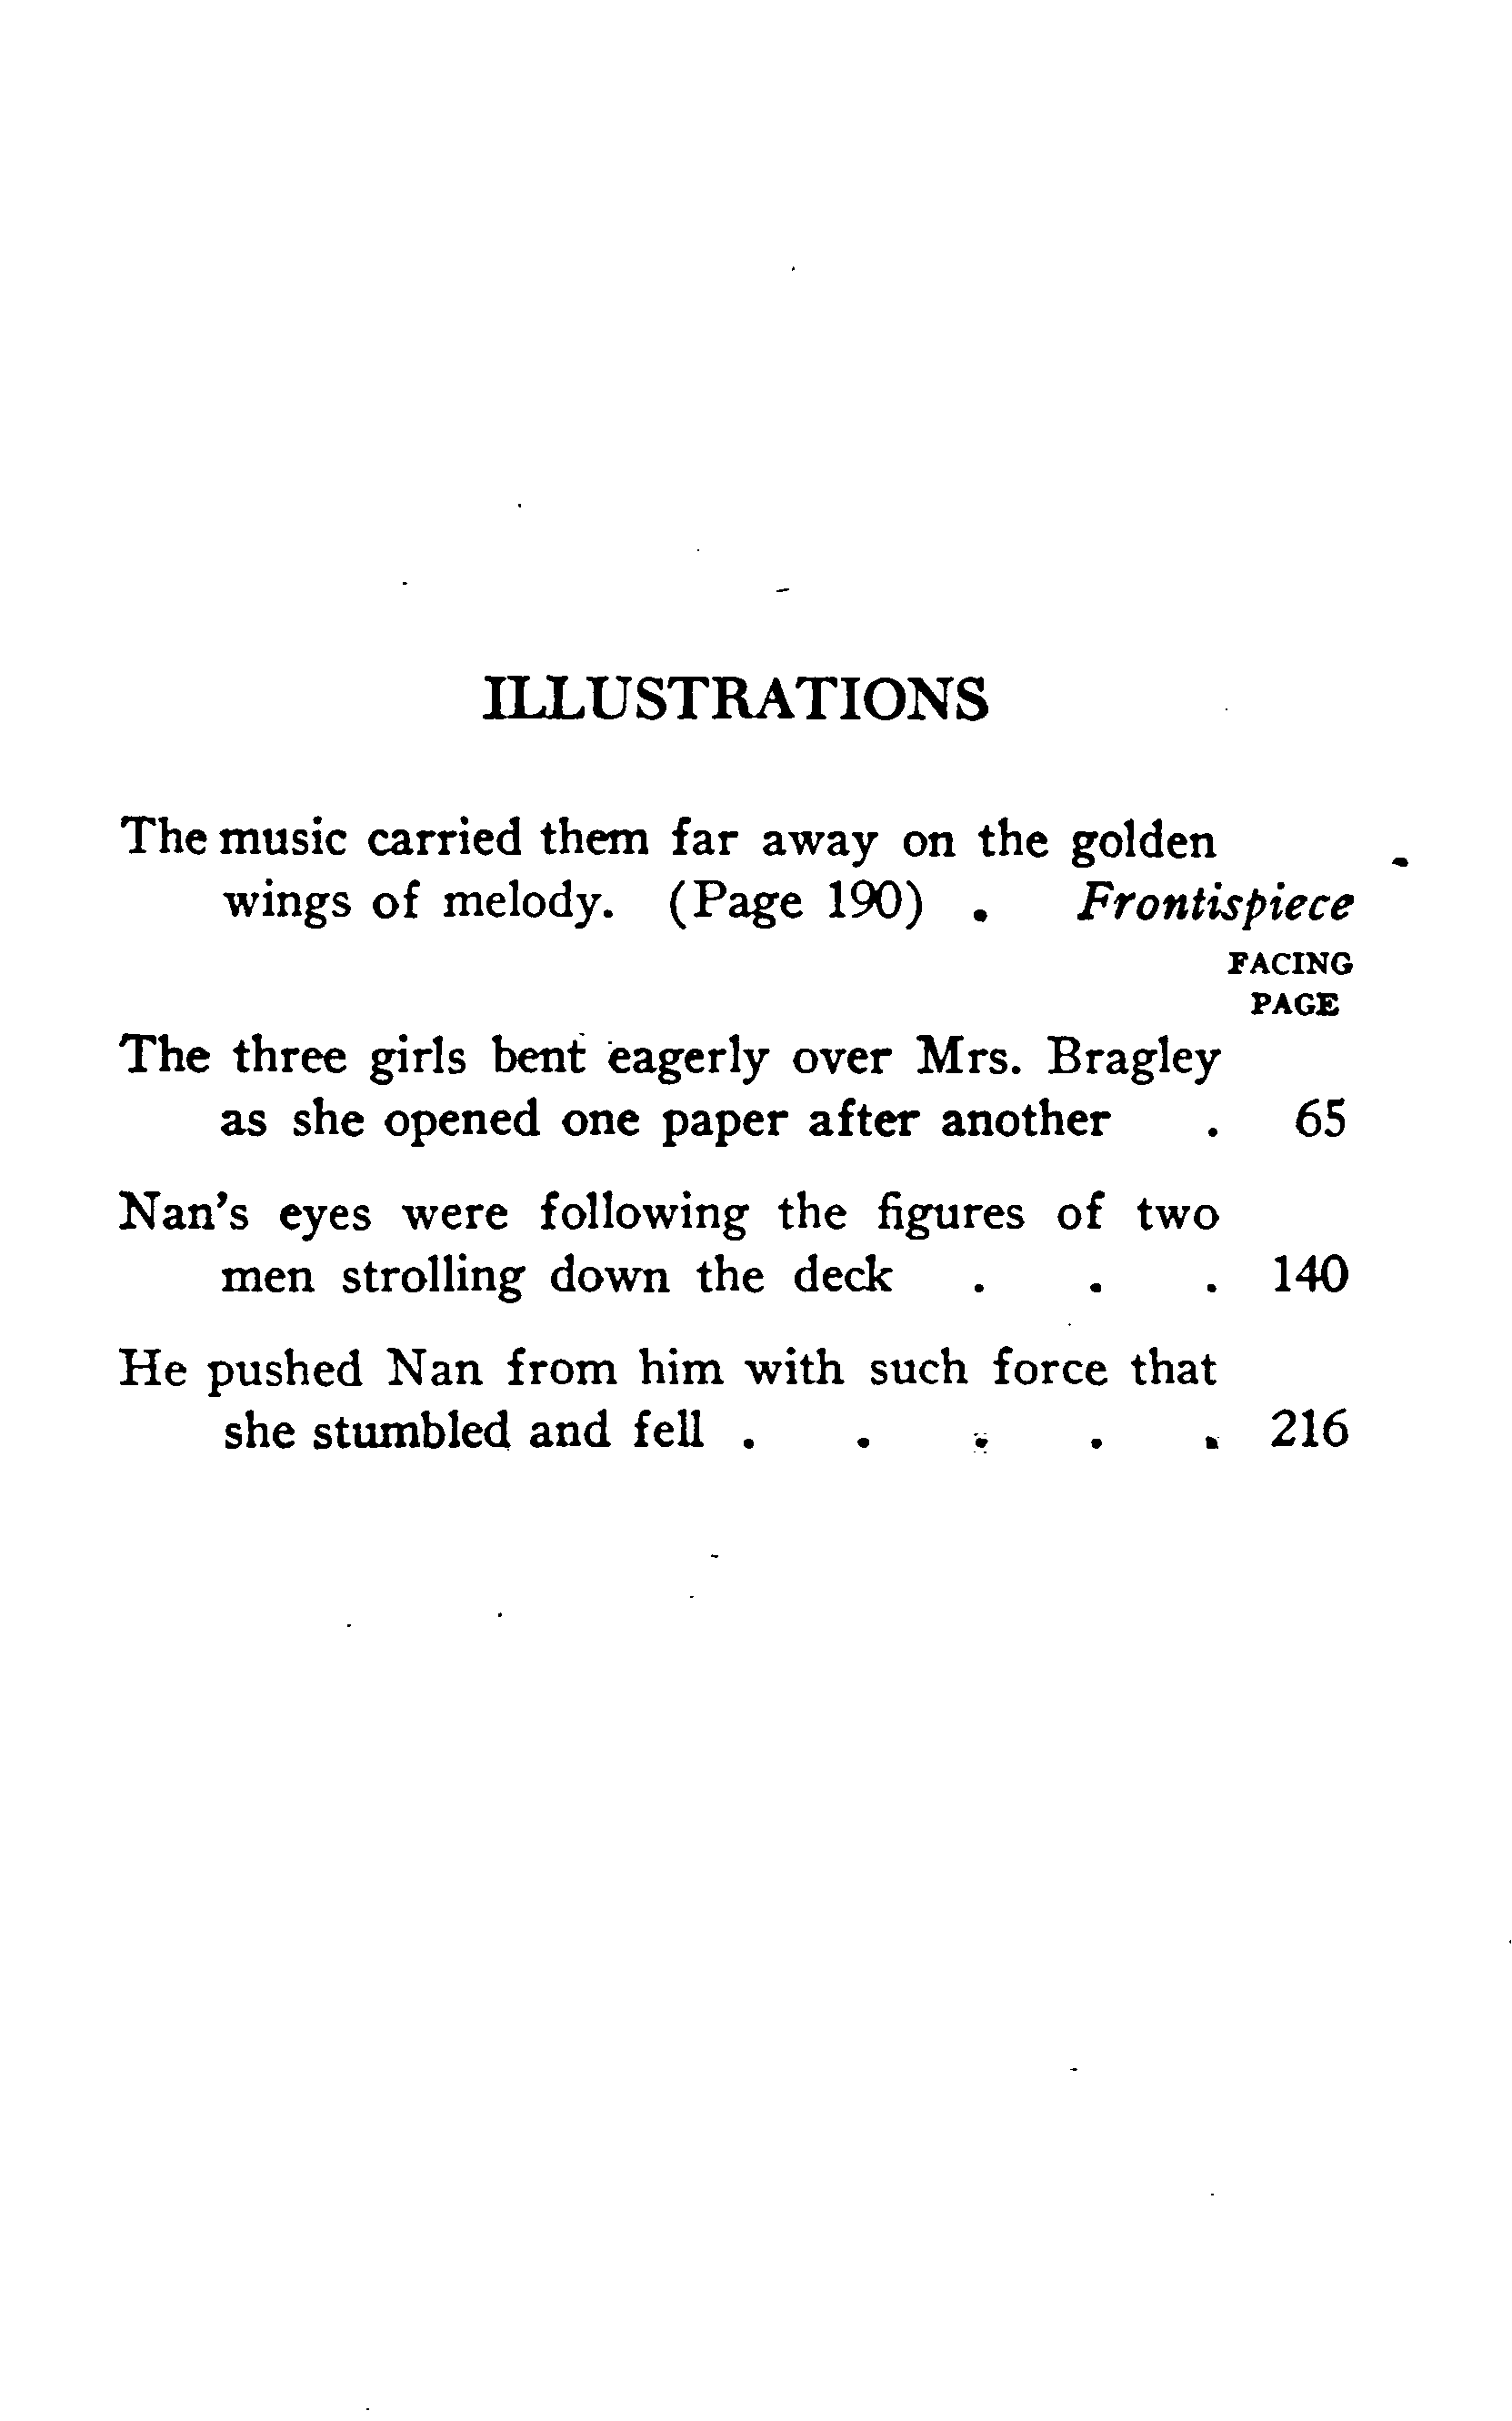 ILLUSTRATIONS
The music carried them far away on the golden
wings of melody. (Page 190) . Frontispiece
FACING
PAGE
The three girls bent eagerly over Mrs. Bragley
as she opened one paper after another . 65
Nan's eyes were following the figures of two
men strolling down the deck . . . 140
He pushed Nan from him with such force that
she stumbled and fell . . . . . 216